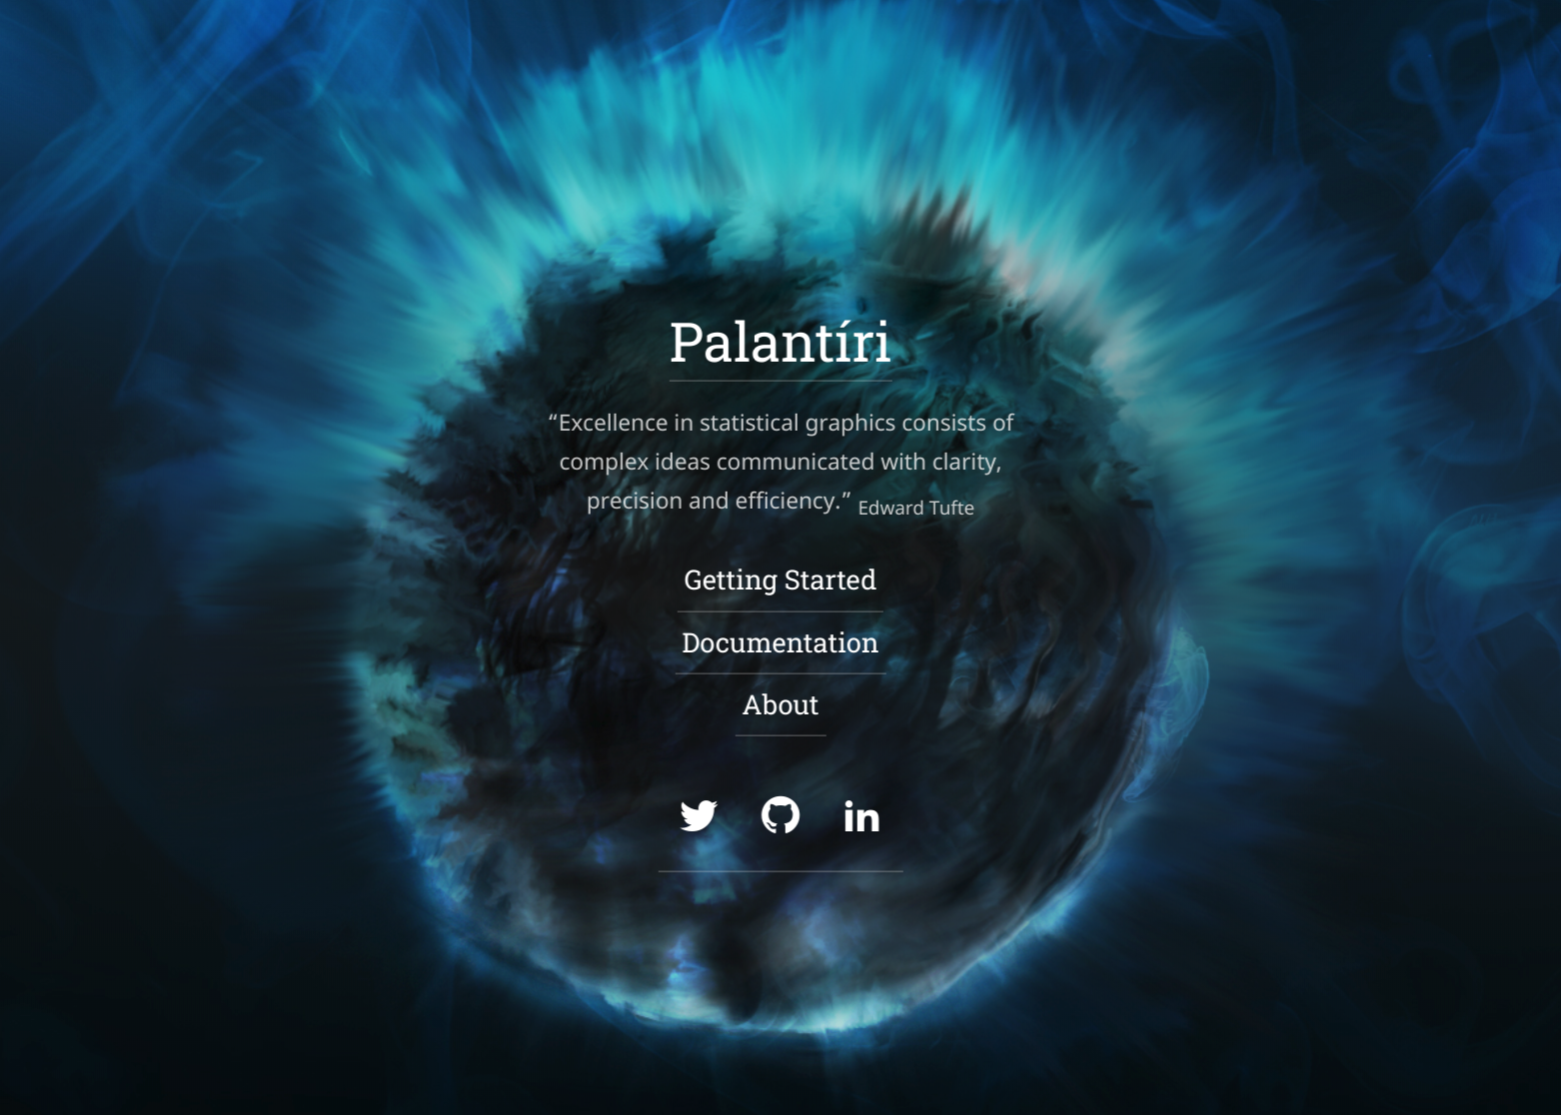 Palantíri
“Excellence in statistical graphics consists of
complex ideas communicated with clarity,
precision and efficiency.” Edward Tufte
Getting Started
Documentation
About
in